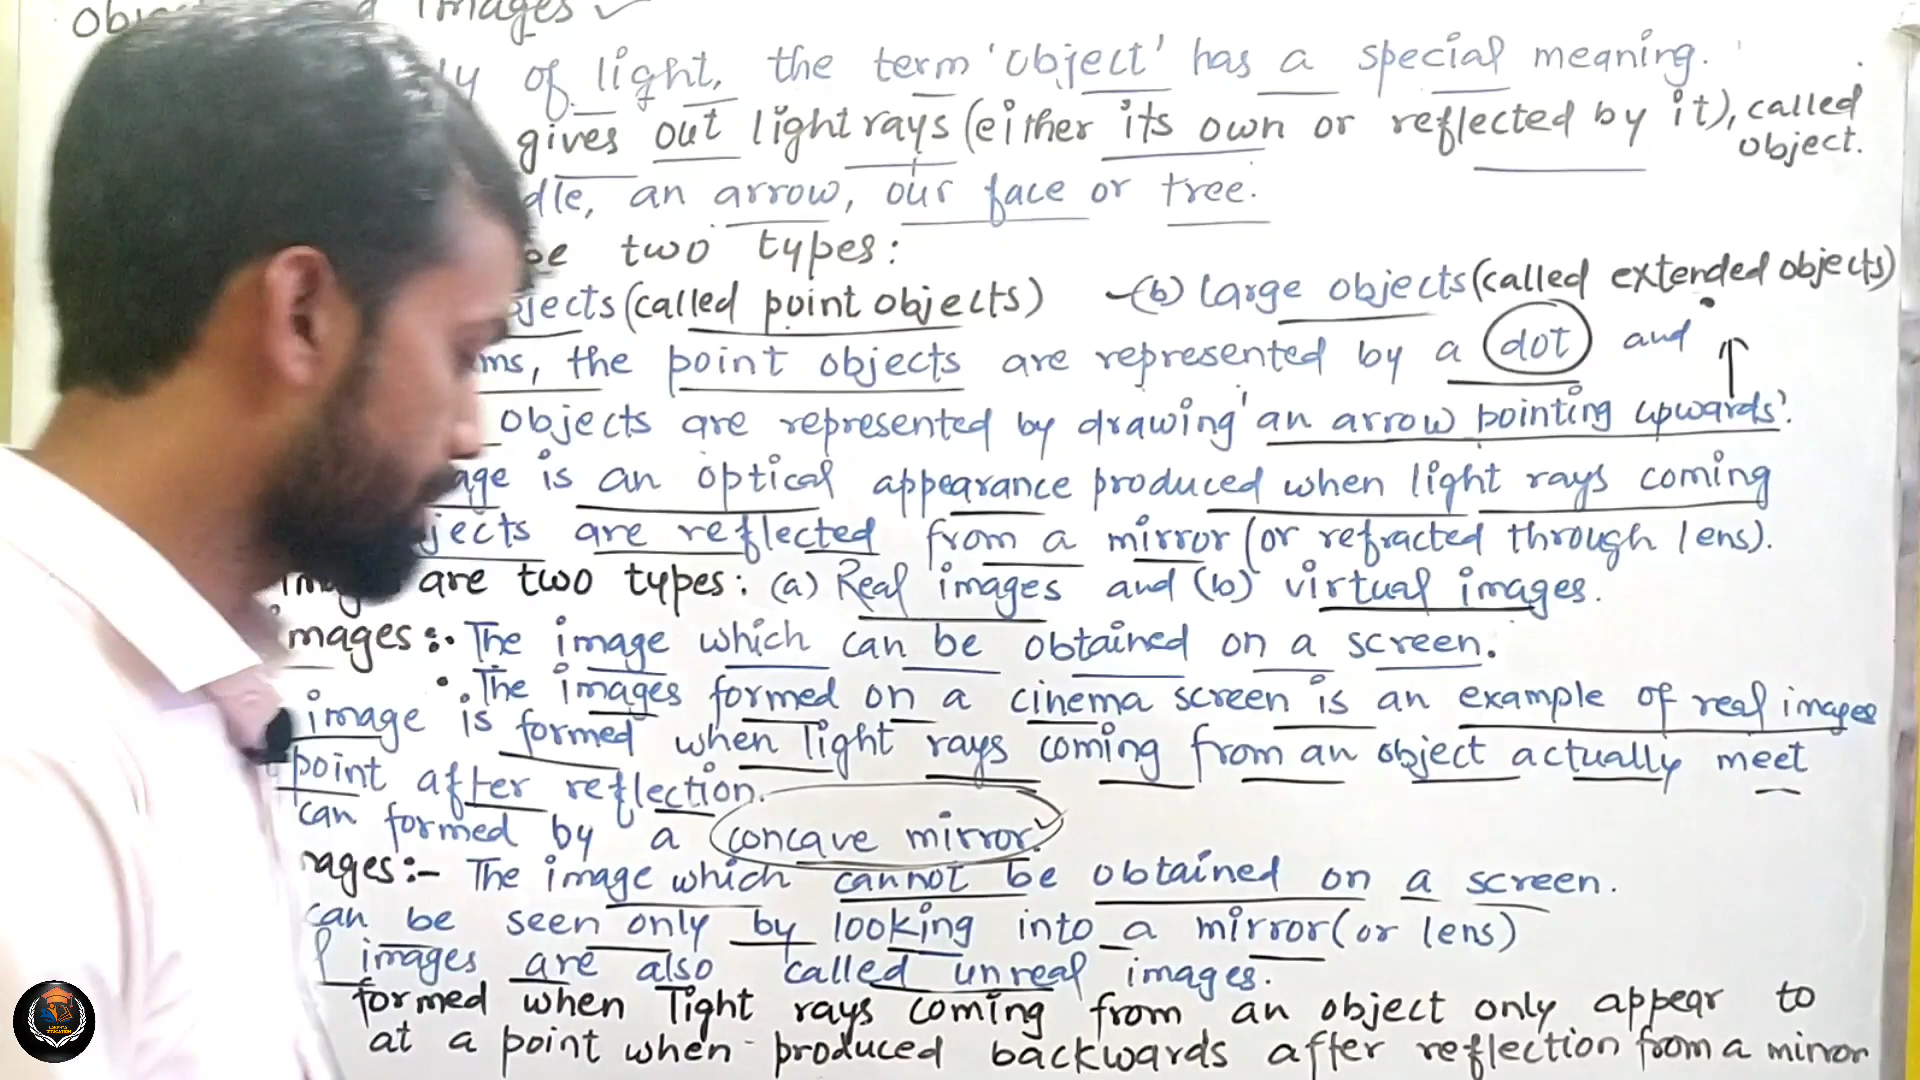 Images
of light, the term 'object' has a special meaning.
gives out light rays (either its own or reflected by it), called object.
dle, an arrow, our face or tree.
be two types:
jects (called point objects) (b) Large objects (called extended objects)
ms, the point objects are represented by a dot and
objects are represented by drawing 'an arrow pointing upwards'.
age is an optical appearance produced when light rays coming
jects are reflected from a mirror (or refracted through lens).
are two types: (a) Real images and (b) virtual images.
mages :. The image which can be obtained on a screen.
The images formed on a cinema screen is an example of real images
image is formed when light rays coming from an object actually meet
point after reflection.
can formed by a concave mirror.
mages :- The image which cannot be obtained on a screen.
can be seen only by looking into a mirror (or lens)
l images are also called unreal images.
formed when light rays coming from an object only appear to
at a point when produced backwards after reflection from a mirror